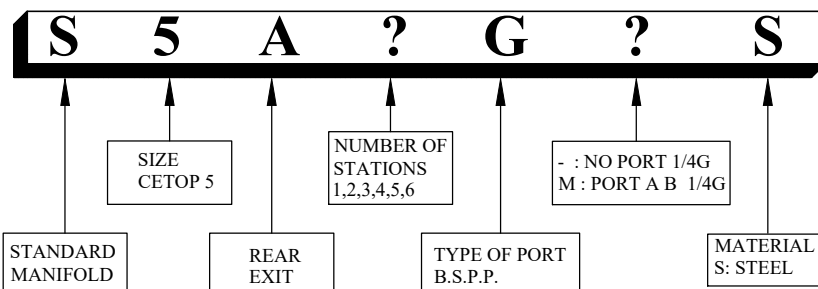 S 5 A ? G ? S
SIZE
CETOP 5
NUMBER OF
STATIONS
1,2,3,4,5,6
- : NO PORT 1/4G
M : PORT A B 1/4G
STANDARD
MANIFOLD
REAR
EXIT
TYPE OF PORT
B.S.P.P.
MATERIAL
S: STEEL